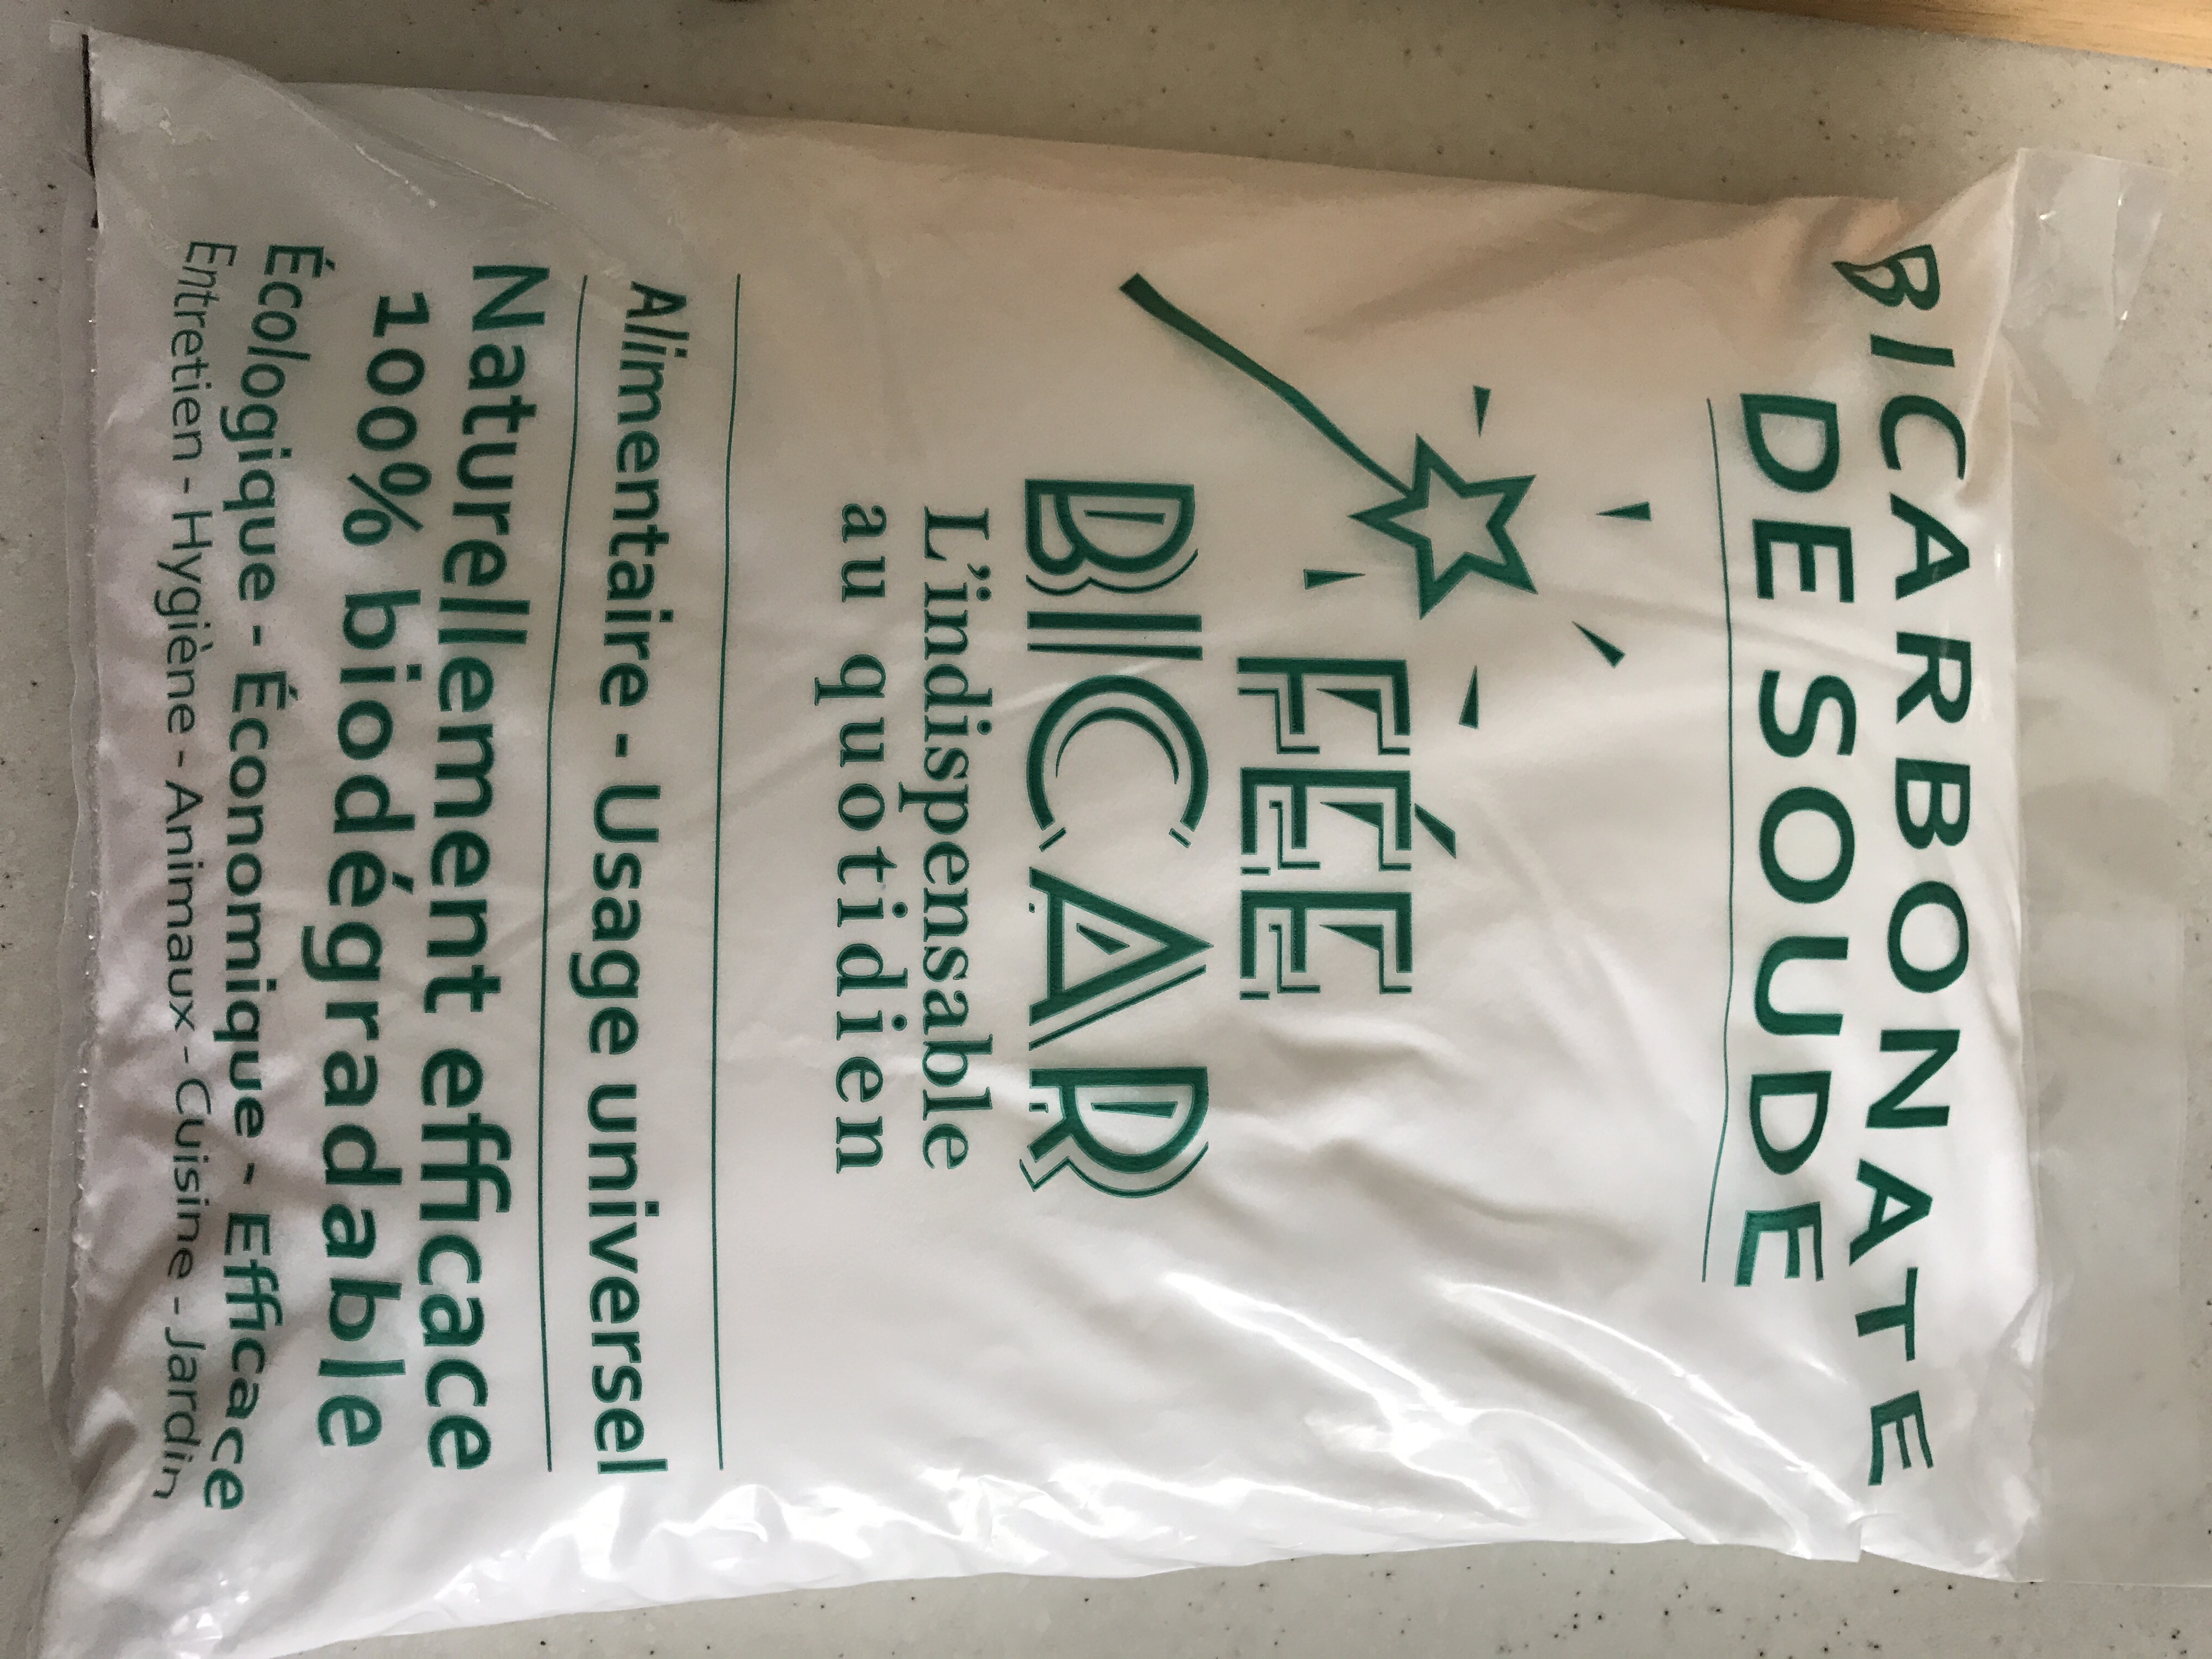 BICARBONATE
DE SOUDE
FÉE
BICAR
L'indispensable
au quotidien
Alimentaire - Usage universel
Naturellement efficace
100% biodégradable
Écologique - Économique - Efficace
Entretien - Hygiène - Animaux - Cuisine - Jardin